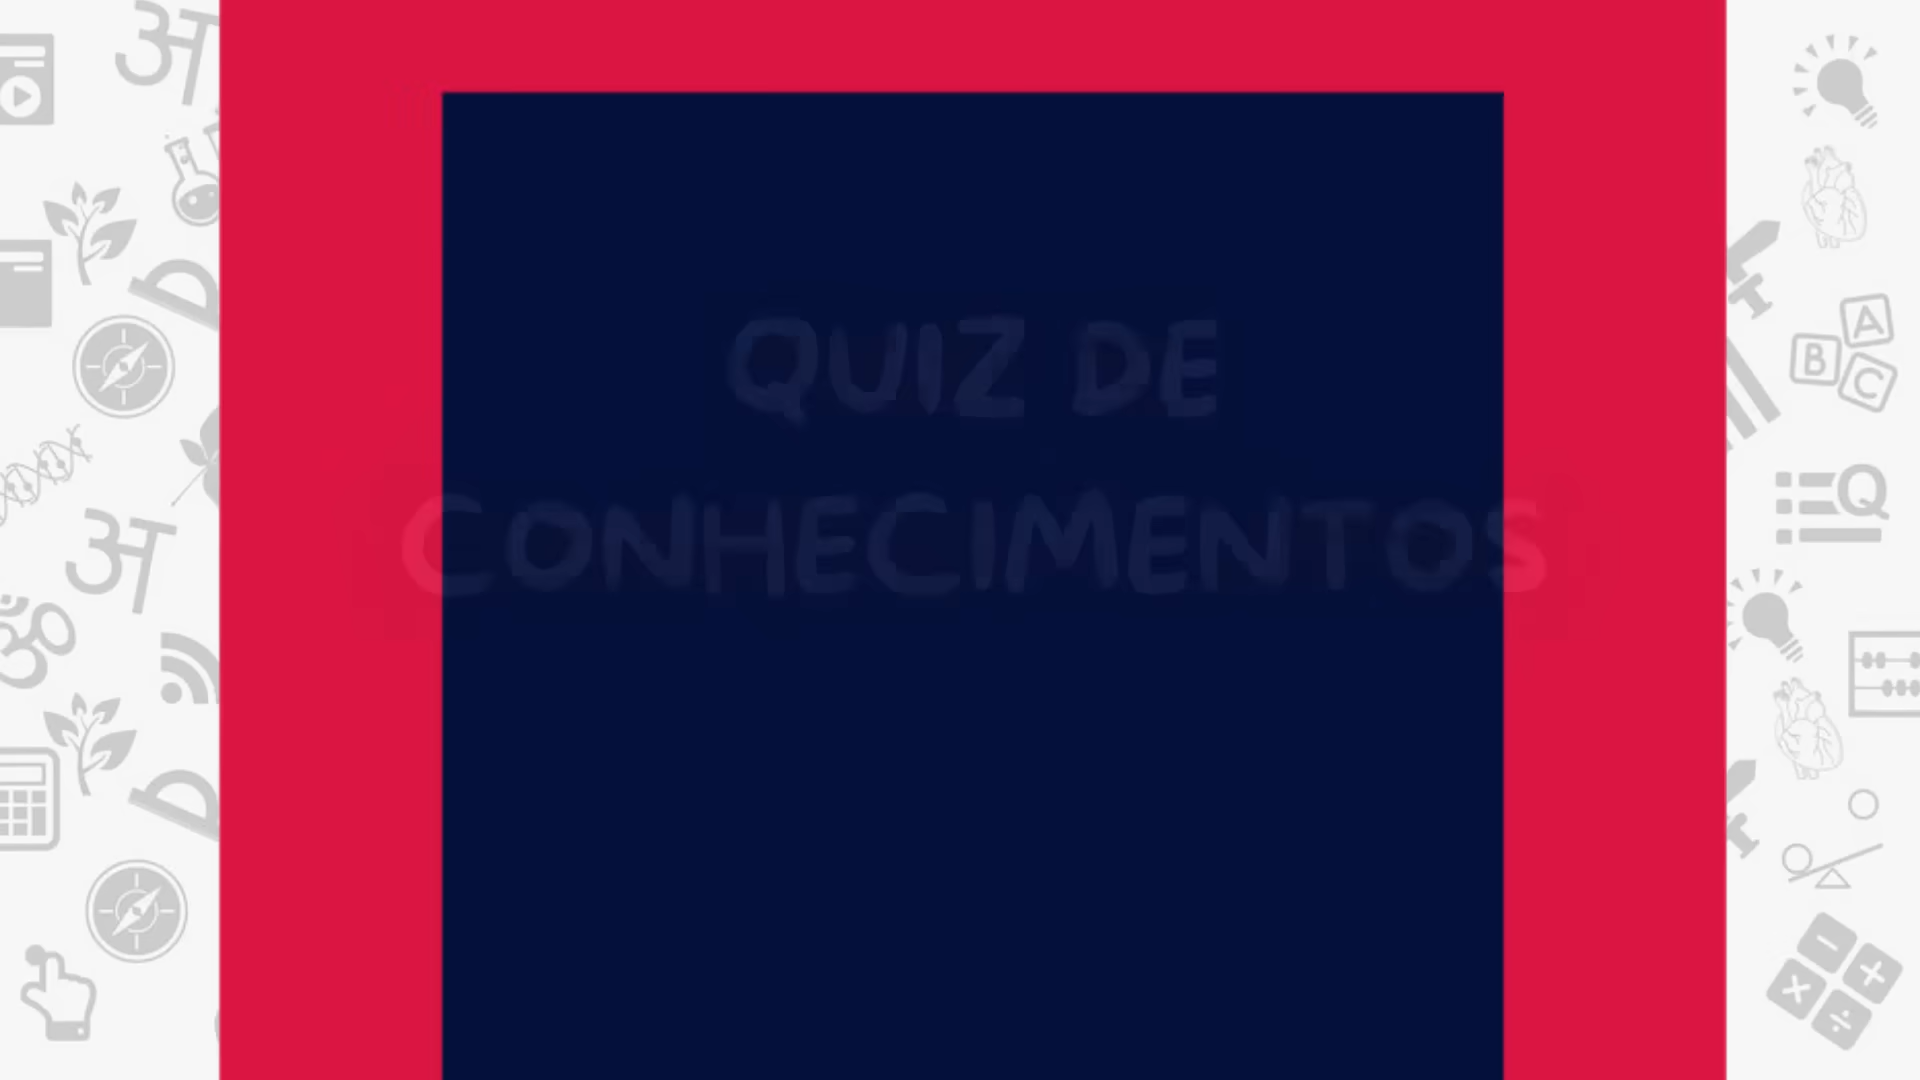 QUIZ DE
CONHECIMENTOS
अ
अ
ॐ
A
B
C
Q